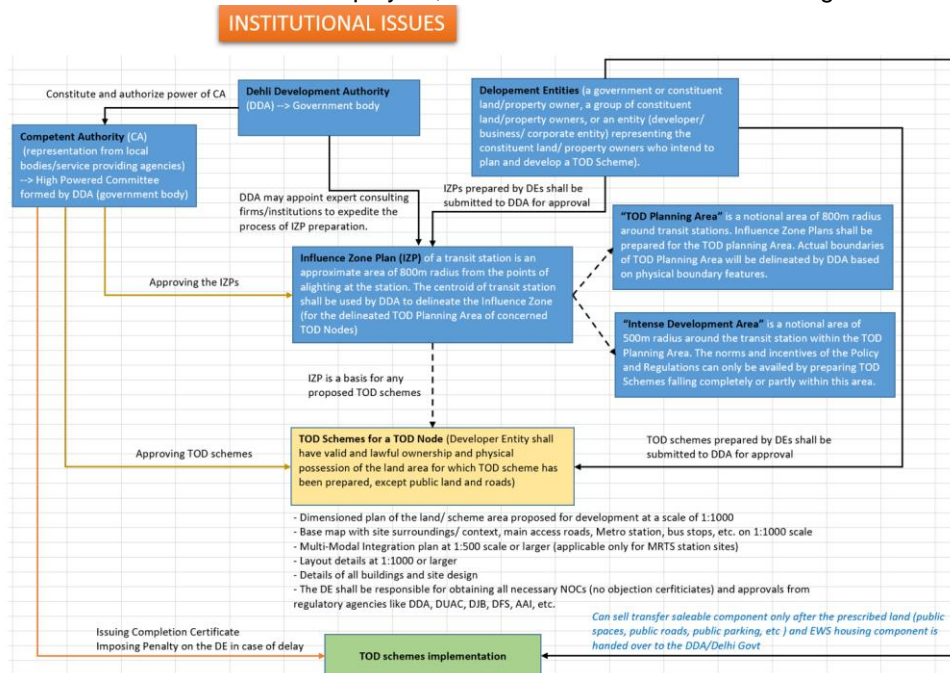 INSTITUTIONAL ISSUES
Constitute and authorize power of CA
Dehli Development Authority
(DDA) --> Government body
Delopement Entities (a government or constituent
land/property owner, a group of constituent
land/property owners, or an entity (developer/
business/ corporate entity) representing the
constituent land/ property owners who intend to
plan and develop a TOD Scheme).
Competent Authority (CA)
(representation from local
bodies/service providing agencies)
--> High Powered Committee
formed by DDA (government body)
DDA may appoint expert consulting
firms/institutions to expedite the
process of IZP preparation.
IZPs prepared by DEs shall be
submitted to DDA for approval
Approving the IZPs
Influence Zone Plan (IZP) of a transit station is an
approximate area of 800m radius from the points of
alighting at the station. The centroid of transit station
shall be used by DDA to delineate the Influence Zone
(for the delineated TOD Planning Area of concerned
TOD Nodes)
"TOD Planning Area" is a notional area of 800m radius
around transit stations. Influence Zone Plans shall be
prepared for the TOD planning Area. Actual boundaries
of TOD Planning Area will be delineated by DDA based
on physical boundary features.
"Intense Development Area" is a notional area of
500m radius around the transit station within the TOD
Planning Area. The norms and incentives of the Policy
and Regulations can only be availed by preparing TOD
Schemes falling completely or partly within this area.
IZP is a basis for any
proposed TOD schemes
Approving TOD schemes
TOD Schemes for a TOD Node (Developer Entity shall
have valid and lawful ownership and physical
possession of the land area for which TOD scheme has
been prepared, except public land and roads)
TOD schemes prepared by DEs shall be
submitted to DDA for approval
- Dimensioned plan of the land/ scheme area proposed for development at a scale of 1:1000
- Base map with site surroundings/ context, main access roads, Metro station, bus stops, etc. on 1:1000 scale
- Multi-Modal Integration plan at 1:500 scale or larger (applicable only for MRTS station sites)
- Layout details at 1:1000 or larger
- Details of all buildings and site design
- The DE shall be responsible for obtaining all necessary NOCs (no objection cerfiticiates) and approvals from
regulatory agencies like DDA, DUAC, DJB, DFS, AAI, etc.
Issuing Completion Certificate
Imposing Penalty on the DE in case of delay
TOD schemes implementation
Can sell transfer saleable component only after the prescribed land (public
spaces, public roads, public parking, etc ) and EWS housing component is
handed over to the DDA/Delhi Govt